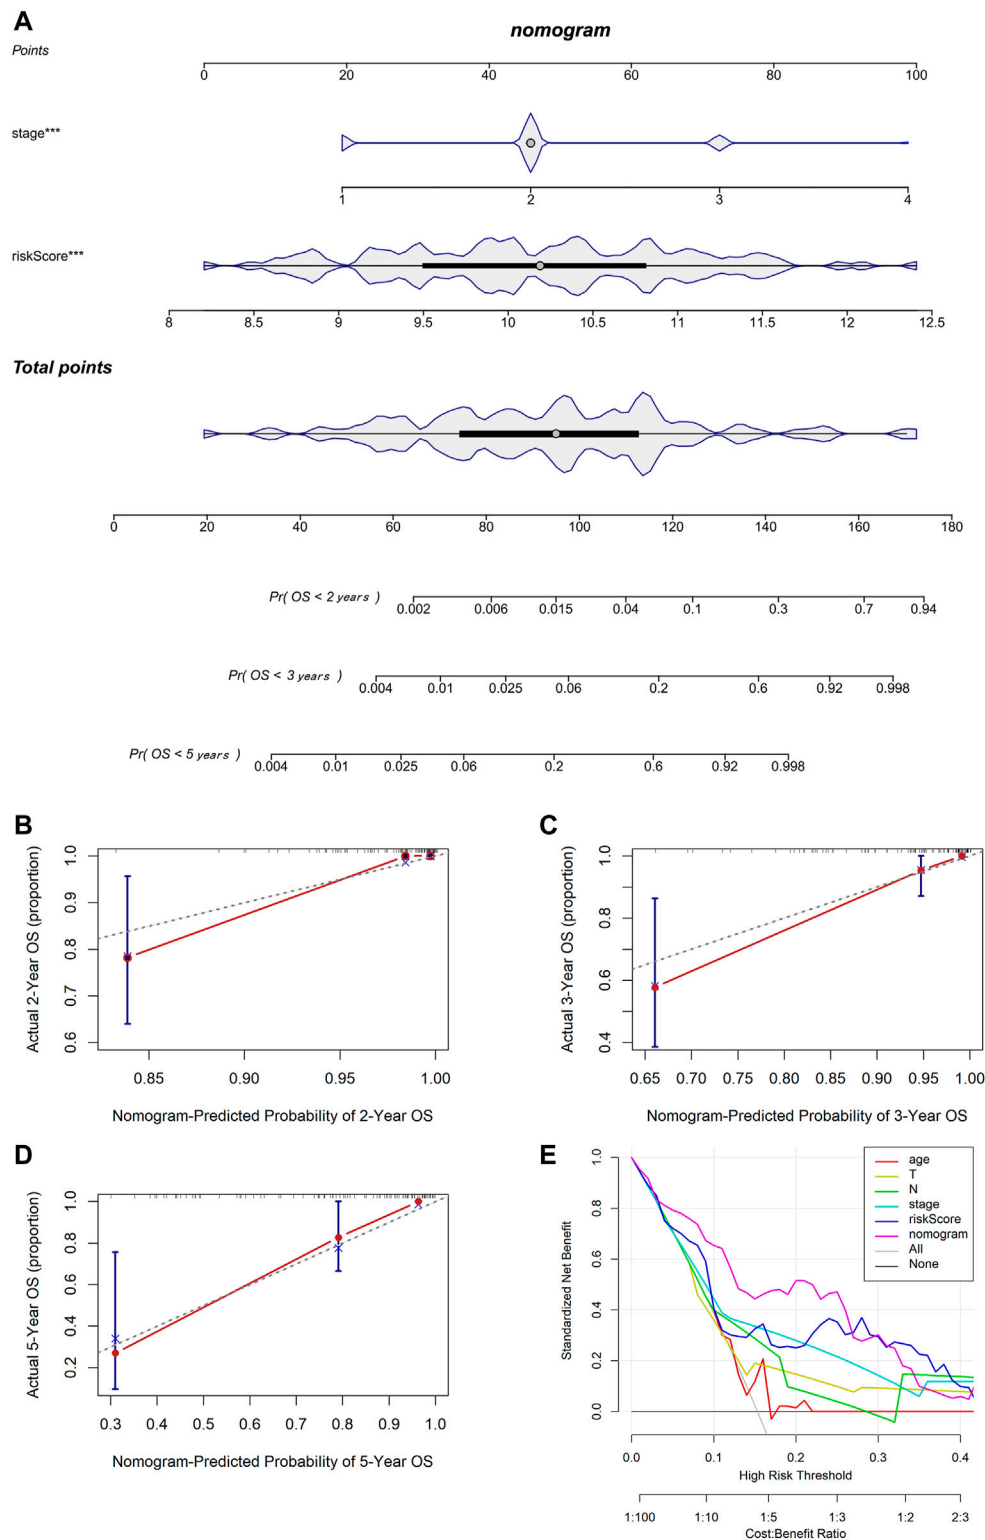 A
nomogram
Points
0 20 40 60 80 100
stage***
1 2 3 4
riskScore***
8 8.5 9 9.5 10 10.5 11 11.5 12 12.5
Total points
0 20 40 60 80 100 120 140 160 180
Pr( OS < 2 years )
0.002 0.006 0.015 0.04 0.1 0.3 0.7 0.94
Pr( OS < 3 years )
0.004 0.01 0.025 0.06 0.2 0.6 0.92 0.998
Pr( OS < 5 years )
0.004 0.01 0.025 0.06 0.2 0.6 0.92 0.998
B
Actual 2-Year OS (proportion)
1.0
0.9
0.8
0.7
0.6
0.85 0.90 0.95 1.00
Nomogram-Predicted Probability of 2-Year OS
C
Actual 3-Year OS (proportion)
1.0
0.8
0.6
0.4
0.65 0.70 0.75 0.80 0.85 0.90 0.95 1.00
Nomogram-Predicted Probability of 3-Year OS
D
Actual 5-Year OS (proportion)
1.0
0.8
0.6
0.4
0.2
0.3 0.4 0.5 0.6 0.7 0.8 0.9 1.0
Nomogram-Predicted Probability of 5-Year OS
E
Standardized Net Benefit
1.0
0.8
0.6
0.4
0.2
0.0
age
T
N
stage
riskScore
nomogram
All
None
0.0 0.1 0.2 0.3 0.4
High Risk Threshold
1:100 1:10 1:5 1:3 1:2 2:3
Cost:Benefit Ratio